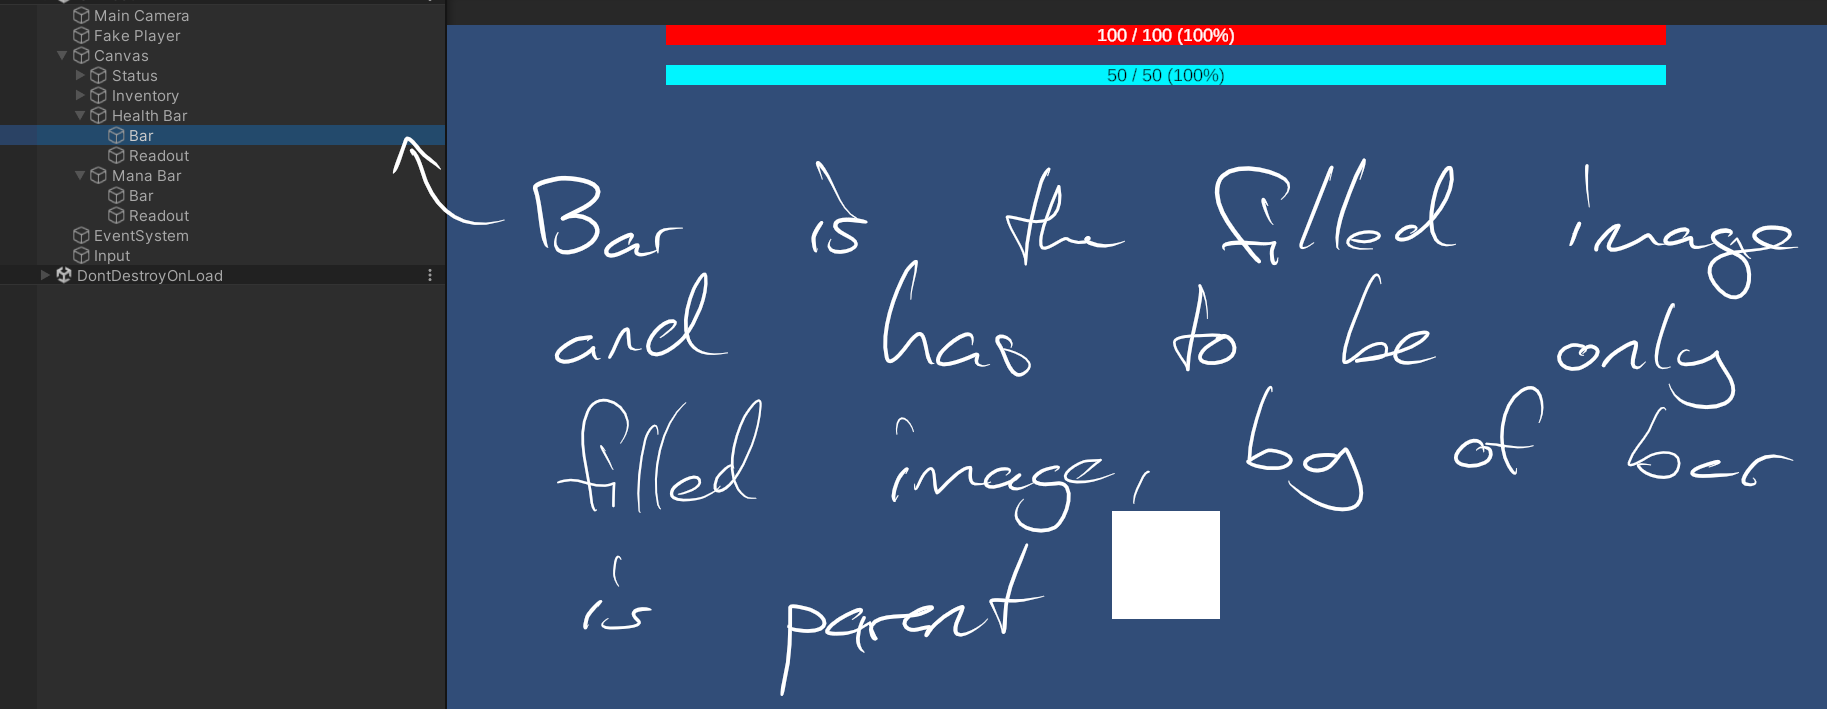 Main Camera
Fake Player
Canvas
Status
Inventory
Health Bar
Bar
Readout
Mana Bar
Bar
Readout
EventSystem
Input
DontDestroyOnLoad
100 / 100 (100%)
50 / 50 (100%)
Bar is the filled image
and has to be only
filled image, bg of bar
is parent